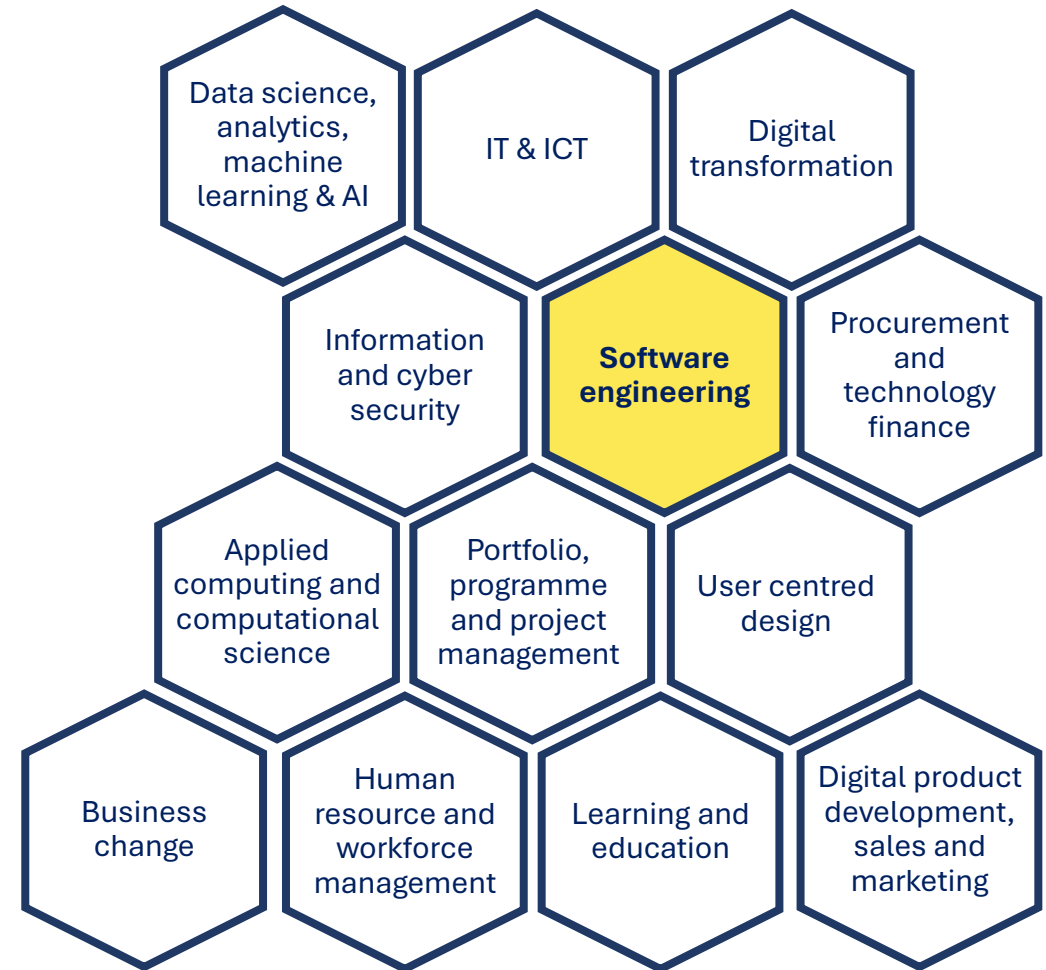 Data science,
analytics,
machine
learning & AI
IT & ICT
Digital
transformation
Information
and cyber
security
Software
engineering
Procurement
and
technology
finance
Applied
computing and
computational
science
Portfolio,
programme
and project
management
User centred
design
Business
change
Human
resource and
workforce
management
Learning and
education
Digital product
development,
sales and
marketing